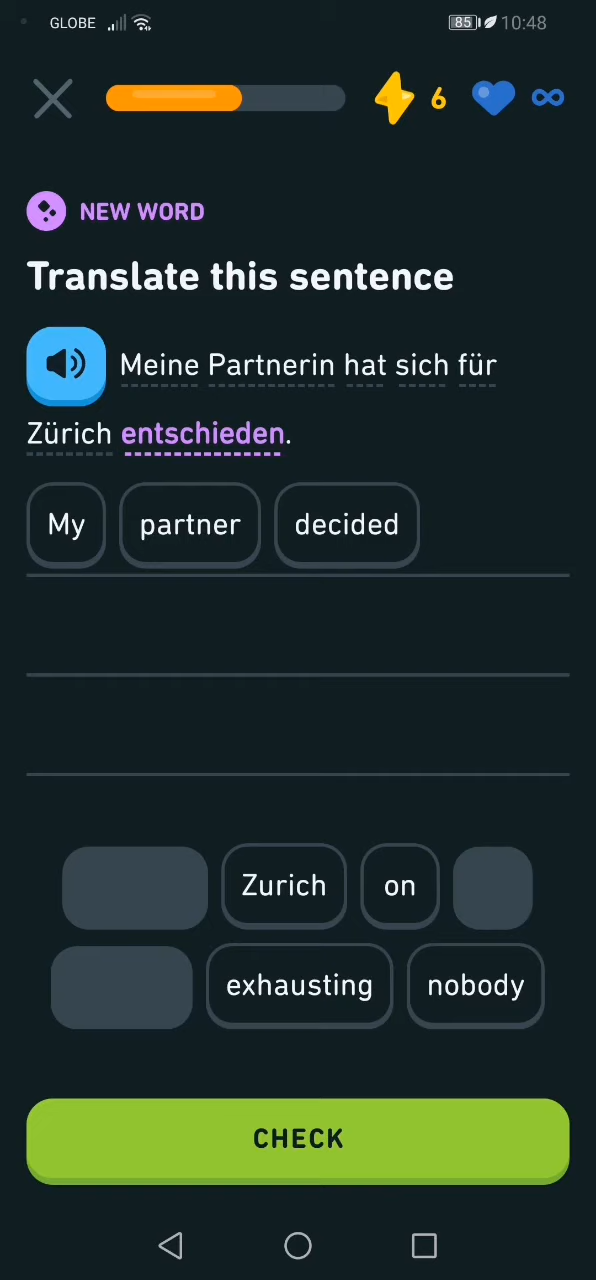 GLOBE 85 10:48
6 ∞
NEW WORD
Translate this sentence
Meine Partnerin hat sich für
Zürich entschieden.
My partner decided
Zurich on
exhausting nobody
CHECK